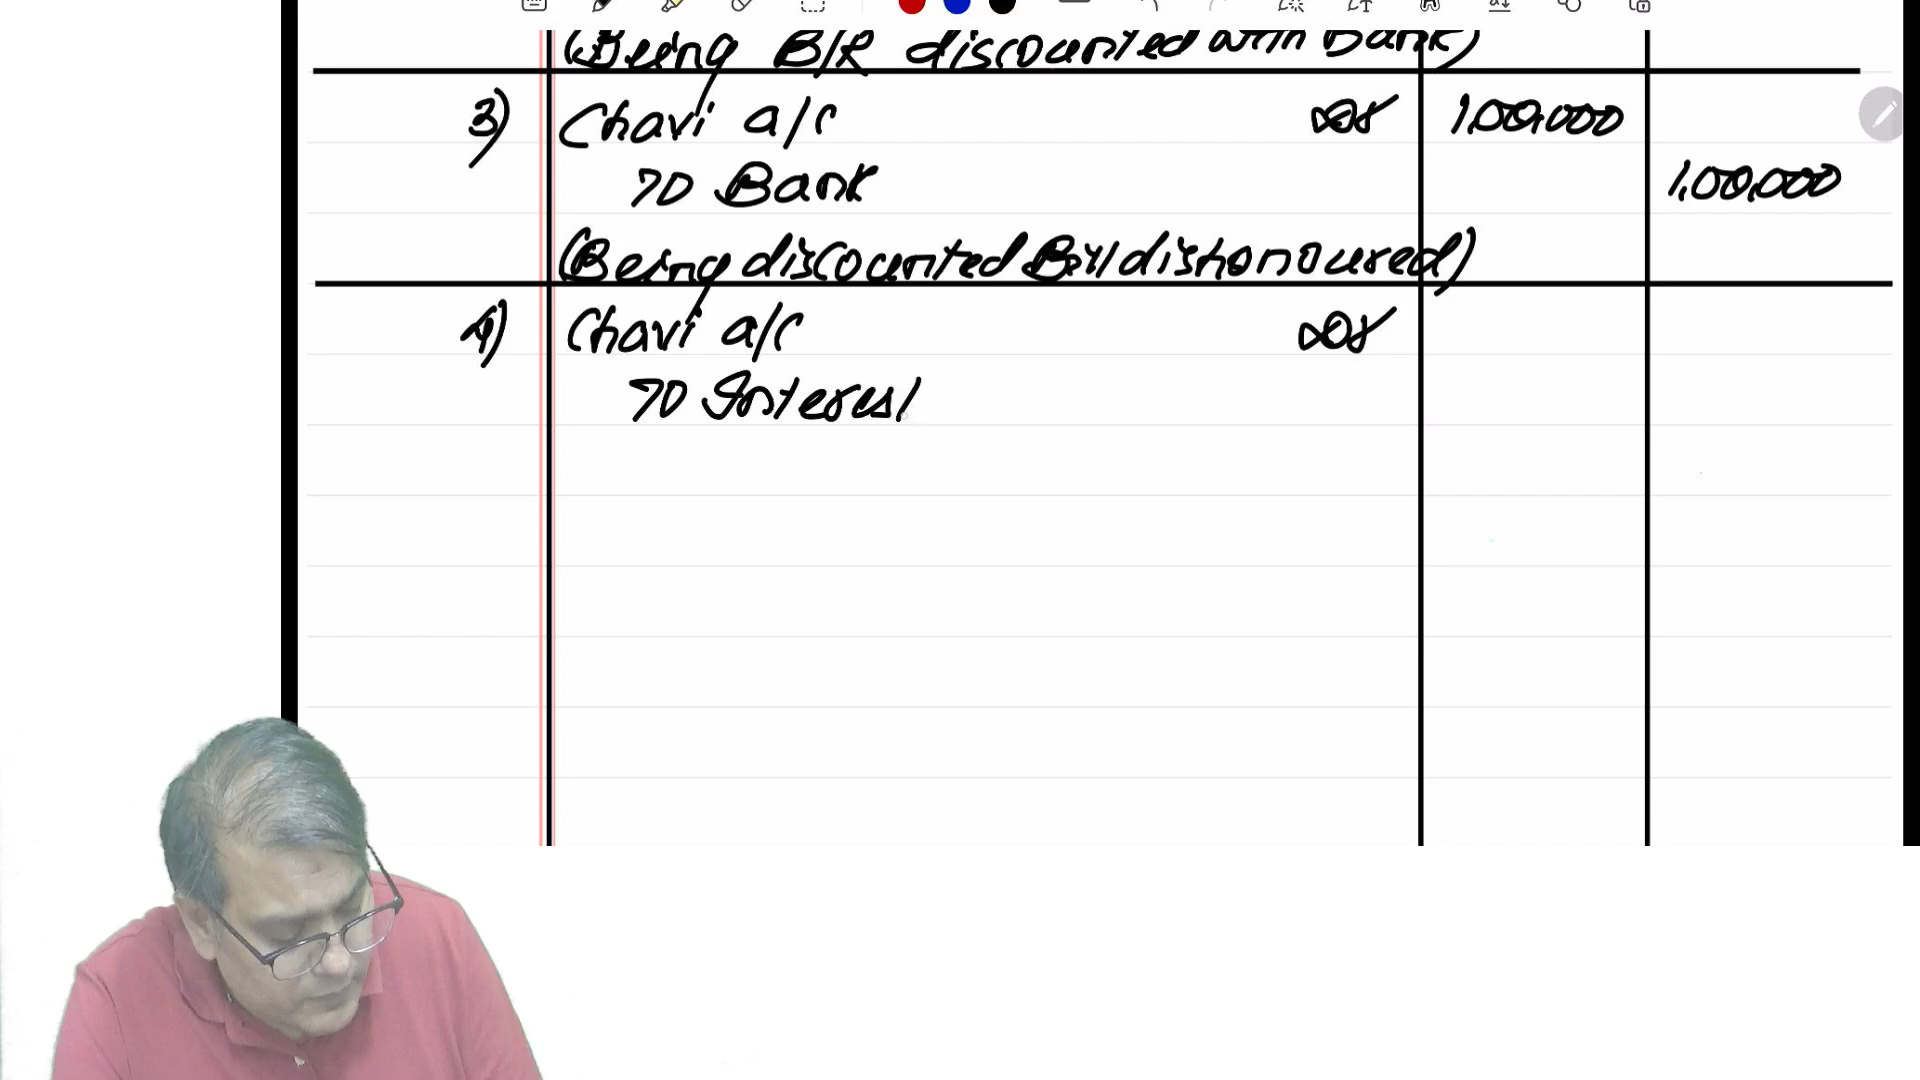 (Being B/R discounted with Bank)
3) Chavi a/c Dr 1,00,000
To Bank 1,00,000
(Being discounted Bill dishonoured)
4) Chavi a/c Dr
To Interest